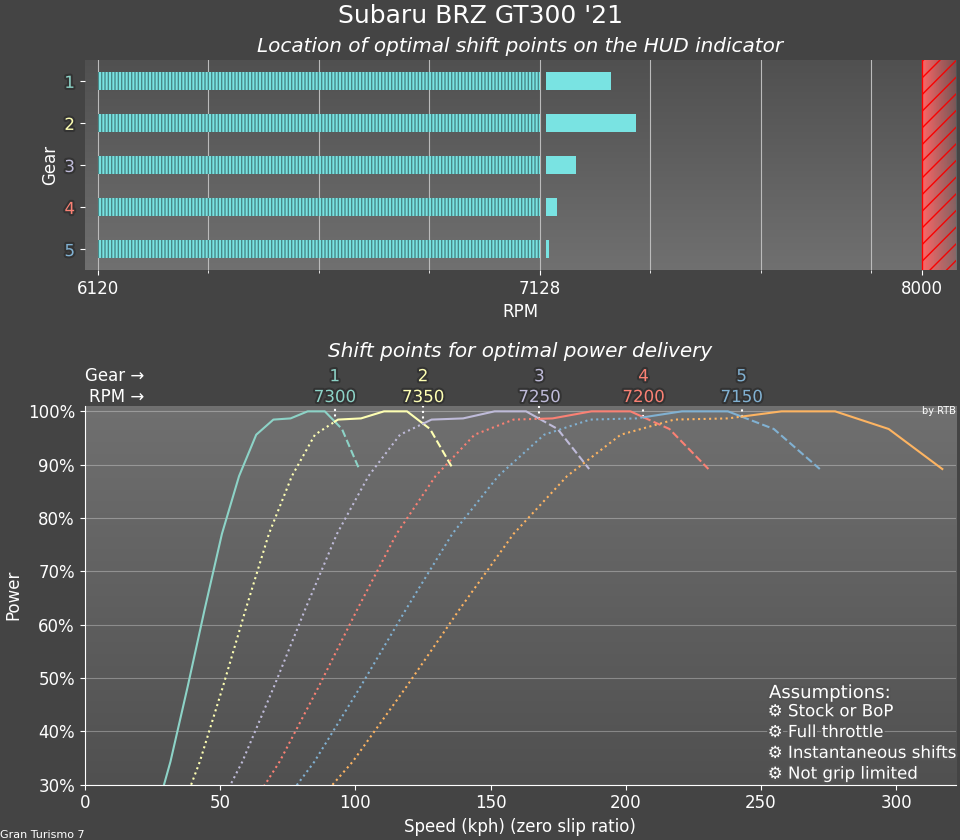 Subaru BRZ GT300 '21
Location of optimal shift points on the HUD indicator
Gear
1
2
3
4
5
6120 7128 8000
RPM
Shift points for optimal power delivery
Gear → 1 2 3 4 5
RPM → 7300 7350 7250 7200 7150
by RTB
Power
100%
90%
80%
70%
60%
50%
40%
30%
Assumptions:
⚙ Stock or BoP
⚙ Full throttle
⚙ Instantaneous shifts
⚙ Not grip limited
0 50 100 150 200 250 300
Speed (kph) (zero slip ratio)
Gran Turismo 7